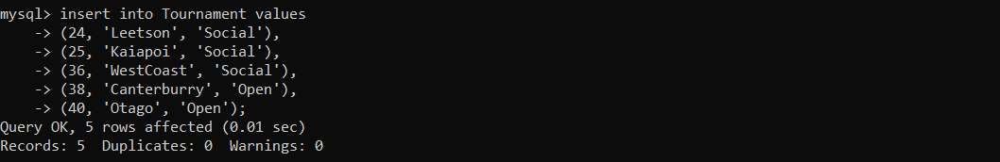 mysql> insert into Tournament values
    -> (24, 'Leetson', 'Social'),
    -> (25, 'Kaiapoi', 'Social'),
    -> (36, 'WestCoast', 'Social'),
    -> (38, 'Canterburry', 'Open'),
    -> (40, 'Otago', 'Open');
Query OK, 5 rows affected (0.01 sec)
Records: 5  Duplicates: 0  Warnings: 0